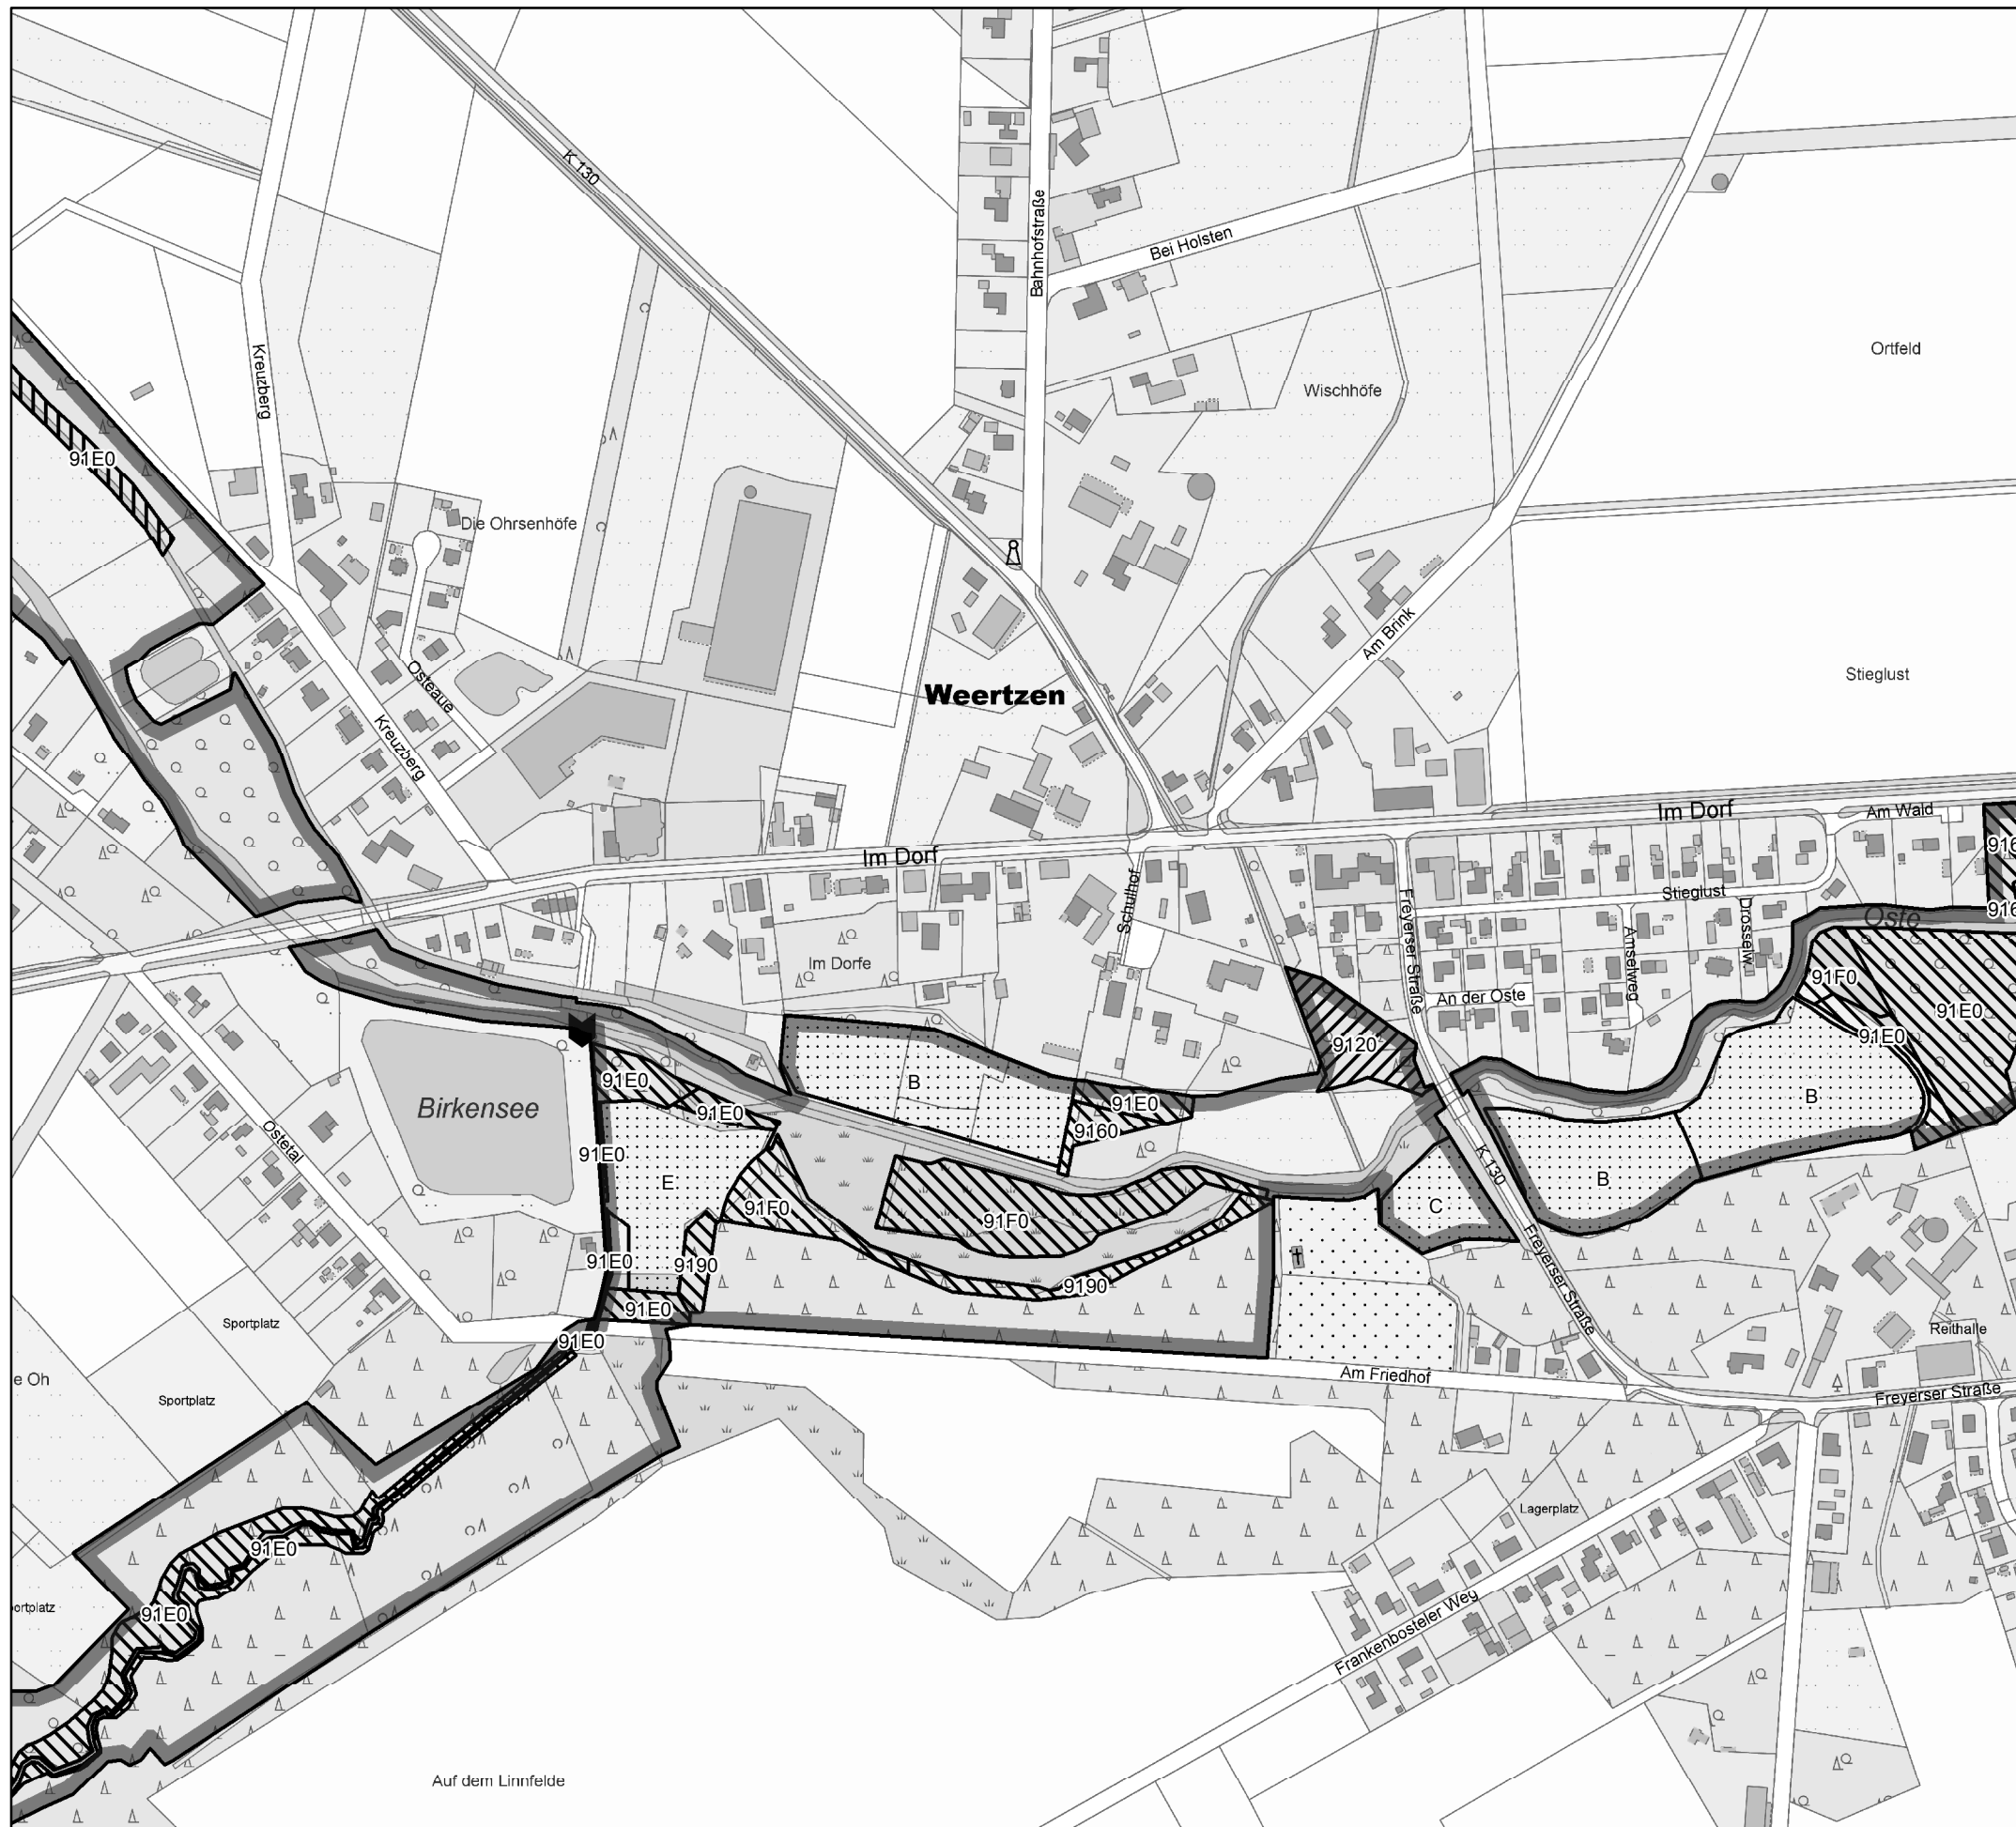 K 130
Bahnhofstraße
Bei Holsten
Ortfeld
Kreuzberg
Wischhöfe
91E0
Die Ohrsenhöfe
Am Brink
Osteaue
Weertzen
Stieglust
Kreuzberg
Im Dorf
Am Wald
Im Dorf
Schulhof
Freyerser Straße
Stieglust
Drosselw.
Oste
Im Dorfe
Amselweg
An der Oste
91F0
91E0
91E0
9120
91E0
B
B
91E0
91E0
9160
Birkensee
Ostetal
91E0
E
91F0
91F0
C
K 130
B
91E0
9190
9190
91E0
91E0
Freyerser Straße
Sportplatz
Reithalle
e Oh
Sportplatz
Am Friedhof
Freyerser Straße
Lagerplatz
91E0
91E0
ortplatz
Frankenbosteler Weg
Auf dem Linnfelde